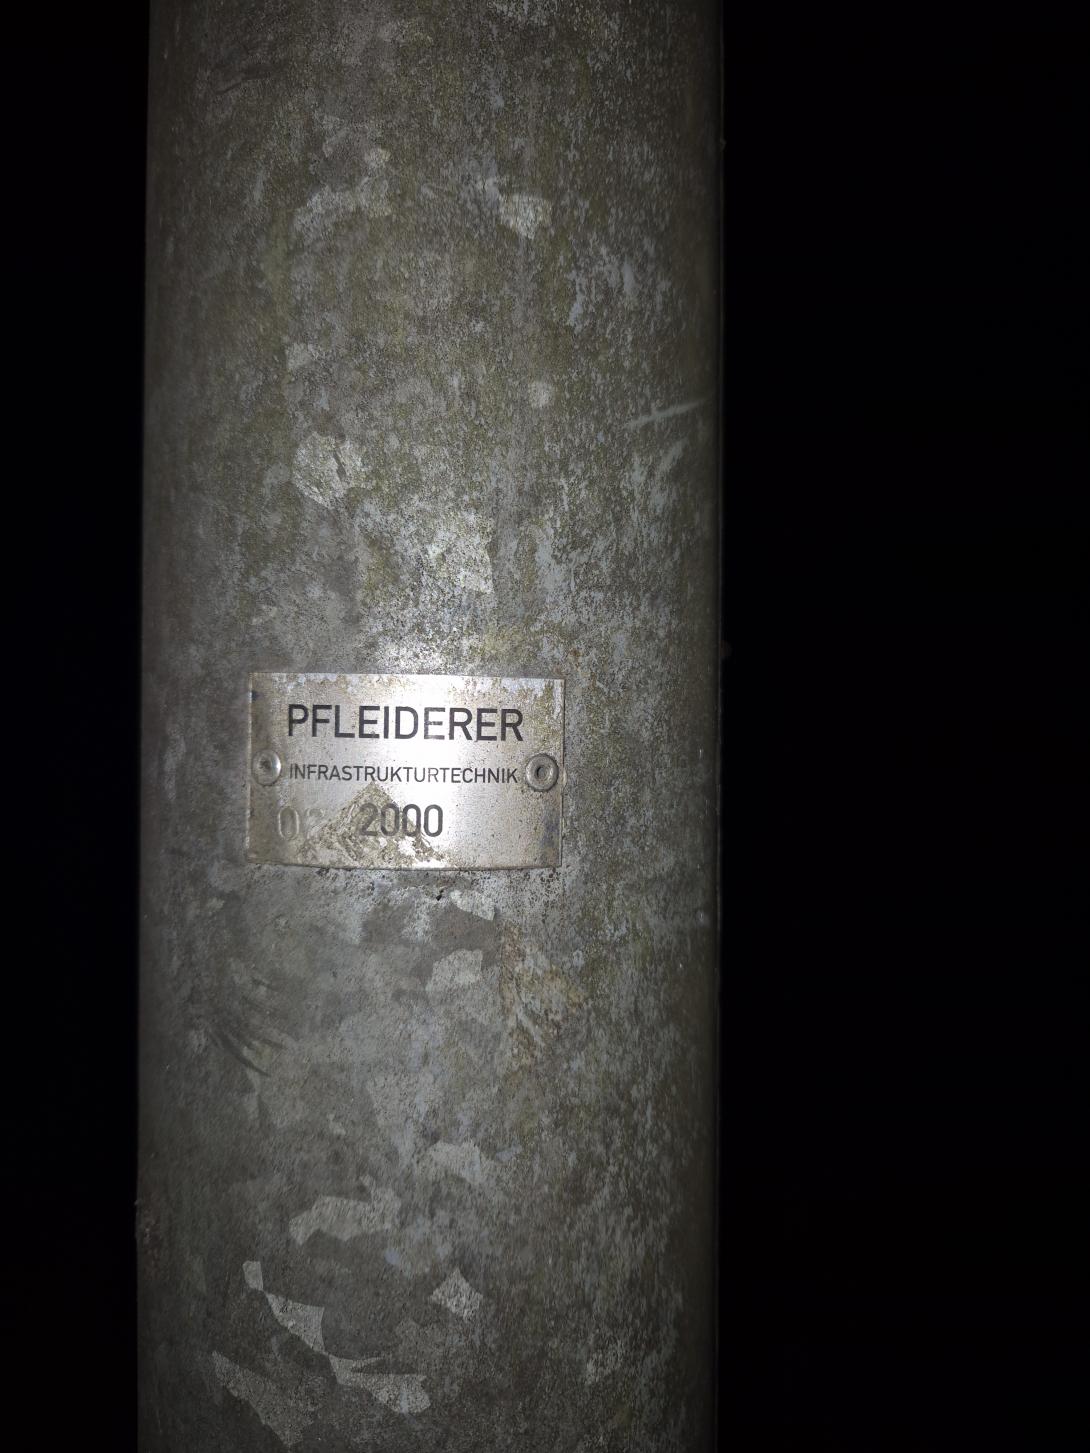 PFLEIDERER
INFRASTRUKTURTECHNIK
2000